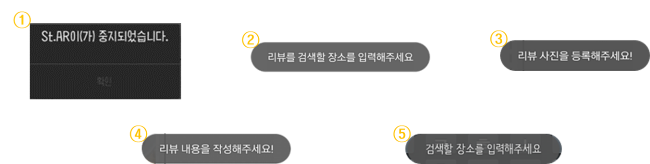 ①
St.AR이(가) 중지되었습니다.
확인
②
리뷰를 검색할 장소를 입력해주세요
③
리뷰 사진을 등록해주세요!
④
리뷰 내용을 작성해주세요!
⑤
검색할 장소를 입력해주세요